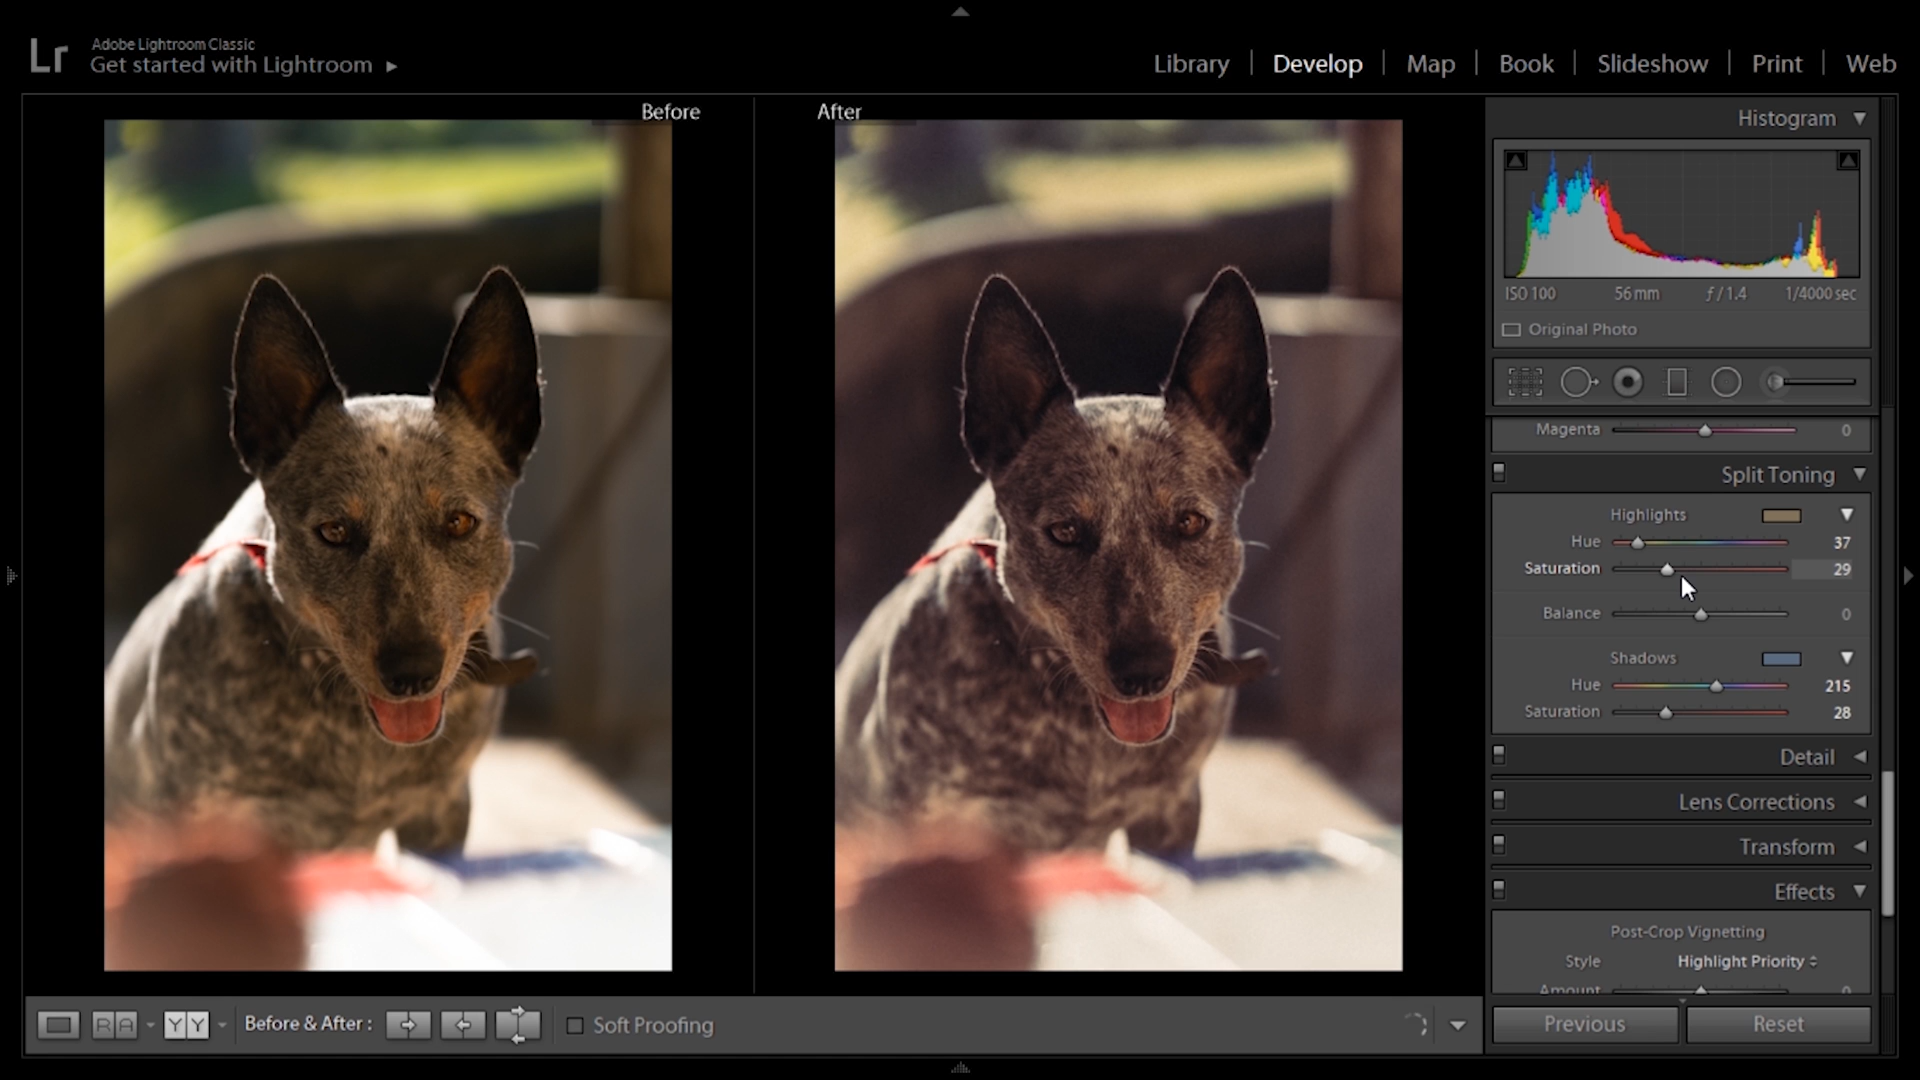 Lr
Adobe Lightroom Classic
Get started with Lightroom
Library | Develop | Map | Book | Slideshow | Print | Web
Before
After
Histogram
ISO 100 56 mm ƒ / 1.4 1/4000 sec
Original Photo
Magenta 0
Split Toning
Highlights
Hue 37
Saturation 29
Balance 0
Shadows
Hue 215
Saturation 28
Detail
Lens Corrections
Transform
Effects
Post-Crop Vignetting
Style Highlight Priority
Amount 0
R A
Y Y
Before & After :
Soft Proofing
Previous
Reset